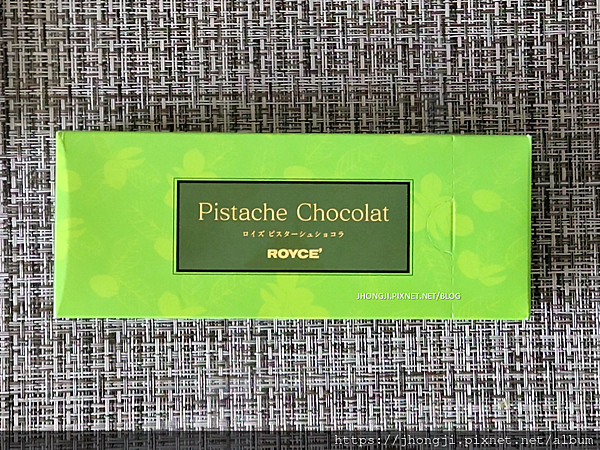 Pistache Chocolat
ロイズ ピスターシュショコラ
ROYCE'
JHONGJI.PIXNET.NET/BLOG
https://jhongji.pixnet.net/album